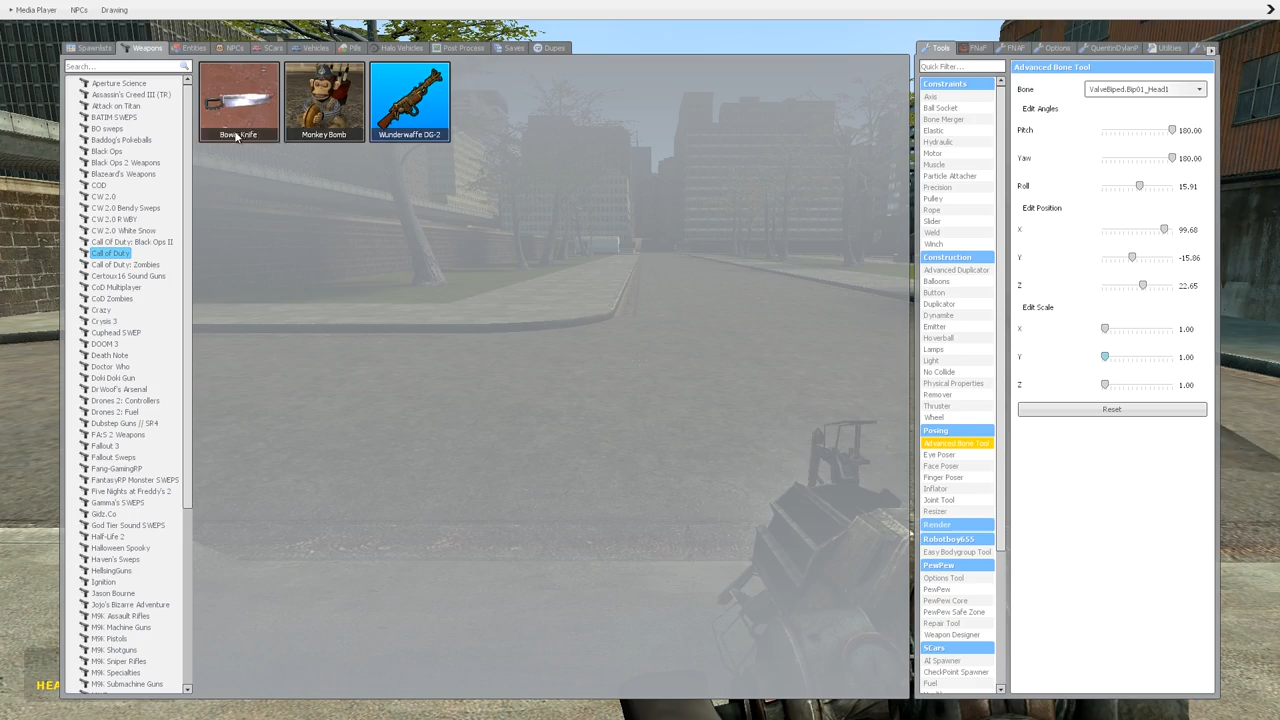 Media Player
NPCs
Drawing
Spawnlists
Weapons
Entities
NPCs
SCars
Vehicles
Pills
Halo Vehicles
Post Process
Saves
Dupes
Search...
Aperture Science
Assassin's Creed III (TR)
Attack on Titan
BATIM SWEPS
BO sweps
Baddog's Pokeballs
Black Ops
Black Ops 2 Weapons
Blazeard's Weapons
COD
CW 2.0
CW 2.0 Bendy Sweps
CW 2.0 RWBY
CW 2.0 White Snow
Call Of Duty: Black Ops II
Call of Duty
Call of Duty: Zombies
Certoux16 Sound Guns
CoD Multiplayer
CoD Zombies
Crazy
Crysis 3
Cuphead SWEP
DOOM 3
Death Note
Doctor Who
Doki Doki Gun
DrWoof's Arsenal
Drones 2: Controllers
Drones 2: Fuel
Dubstep Guns // SR4
FA:S 2 Weapons
Fallout 3
Fallout Sweps
Fang-GamingRP
FantasyRP Monster SWEPS
Five Nights at Freddy's 2
Gamma's SWEPS
Gidz.Co
God Tier Sound SWEPS
Half-Life 2
Halloween Spooky
Haven's Sweps
HellsingGuns
Ignition
Jason Bourne
Jojo's Bizarre Adventure
M9K Assault Rifles
M9K Machine Guns
M9K Pistols
M9K Shotguns
M9K Sniper Rifles
M9K Specialties
M9K Submachine Guns
HEA
Bowie Knife
Monkey Bomb
Wunderwaffe DG-2
Tools
FNaF
FNAF
Options
QuentinDylanP
Utilities
Quick Filter...
Constraints
Axis
Ball Socket
Bone Merger
Elastic
Hydraulic
Motor
Muscle
Particle Attacher
Precision
Pulley
Rope
Slider
Weld
Winch
Construction
Advanced Duplicator
Balloons
Button
Duplicator
Dynamite
Emitter
Hoverball
Lamps
Light
No Collide
Physical Properties
Remover
Thruster
Wheel
Posing
Advanced Bone Tool
Eye Poser
Face Poser
Finger Poser
Inflator
Joint Tool
Resizer
Render
Robotboy655
Easy Bodygroup Tool
PewPew
Options Tool
PewPew
PewPew Core
PewPew Safe Zone
Repair Tool
Weapon Designer
SCars
AI Spawner
CheckPoint Spawner
Fuel
Advanced Bone Tool
Bone ValveBiped.Bip01_Head1
Edit Angles
Pitch 180.00
Yaw 180.00
Roll 15.91
Edit Position
X 99.68
Y -15.86
Z 22.65
Edit Scale
X 1.00
Y 1.00
Z 1.00
Reset